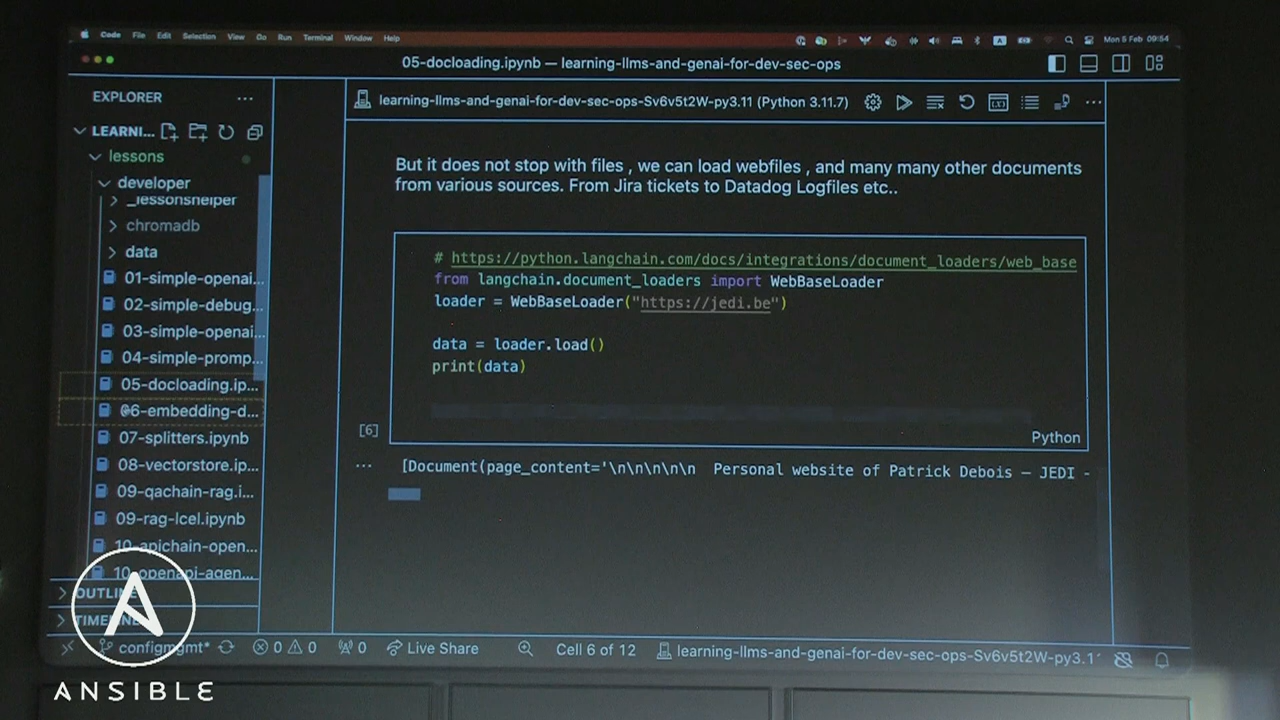 Code File Edit Selection View Go Run Terminal Window Help
Mon 5 Feb 09:54
05-docloading.ipynb — learning-llms-and-genai-for-dev-sec-ops
EXPLORER
LEARNI...
lessons
developer
_lessonshelper
chromadb
data
01-simple-openai...
02-simple-debug...
03-simple-openai...
04-simple-promp...
05-docloading.ip...
06-embedding-d...
07-splitters.ipynb
08-vectorstore.ip...
09-qachain-rag.i...
09-rag-lcel.ipynb
10-apichain-open...
10-openapi-agen...
OUTLINE
TIMELINE
learning-llms-and-genai-for-dev-sec-ops-Sv6v5t2W-py3.11 (Python 3.11.7)
But it does not stop with files , we can load webfiles , and many many other documents
from various sources. From Jira tickets to Datadog Logfiles etc..
# https://python.langchain.com/docs/integrations/document_loaders/web_base
from langchain.document_loaders import WebBaseLoader
loader = WebBaseLoader("https://jedi.be")
data = loader.load()
print(data)
[6]
Python
[Document(page_content='\n\n\n\n\n Personal website of Patrick Debois — JEDI -
configmgmt* 0 0 0 Live Share Cell 6 of 12 learning-llms-and-genai-for-dev-sec-ops-Sv6v5t2W-py3.1
ANSIBLE